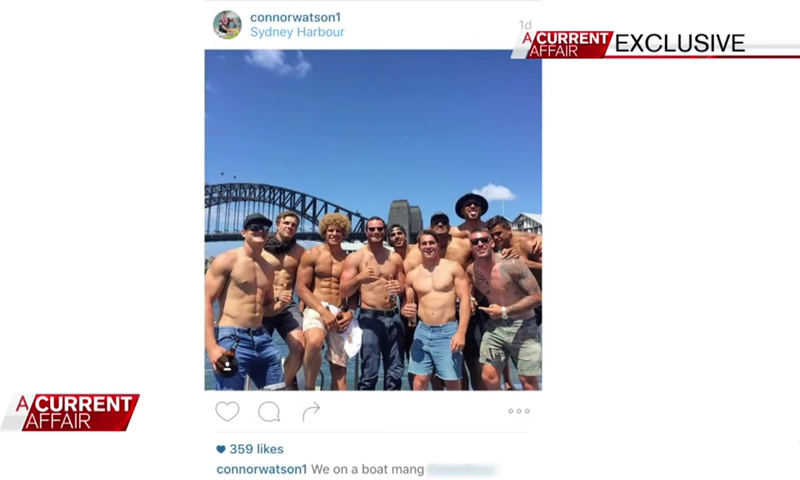 connorwatson1
Sydney Harbour
1d
A CURRENT
AFFAIR
EXCLUSIVE
359 likes
connorwatson1 We on a boat mang
A CURRENT
AFFAIR